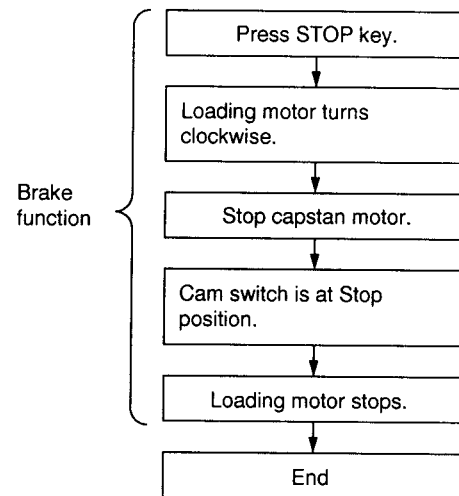 Press STOP key.
Loading motor turns
clockwise.
Brake
function
Stop capstan motor.
Cam switch is at Stop
position.
Loading motor stops.
End